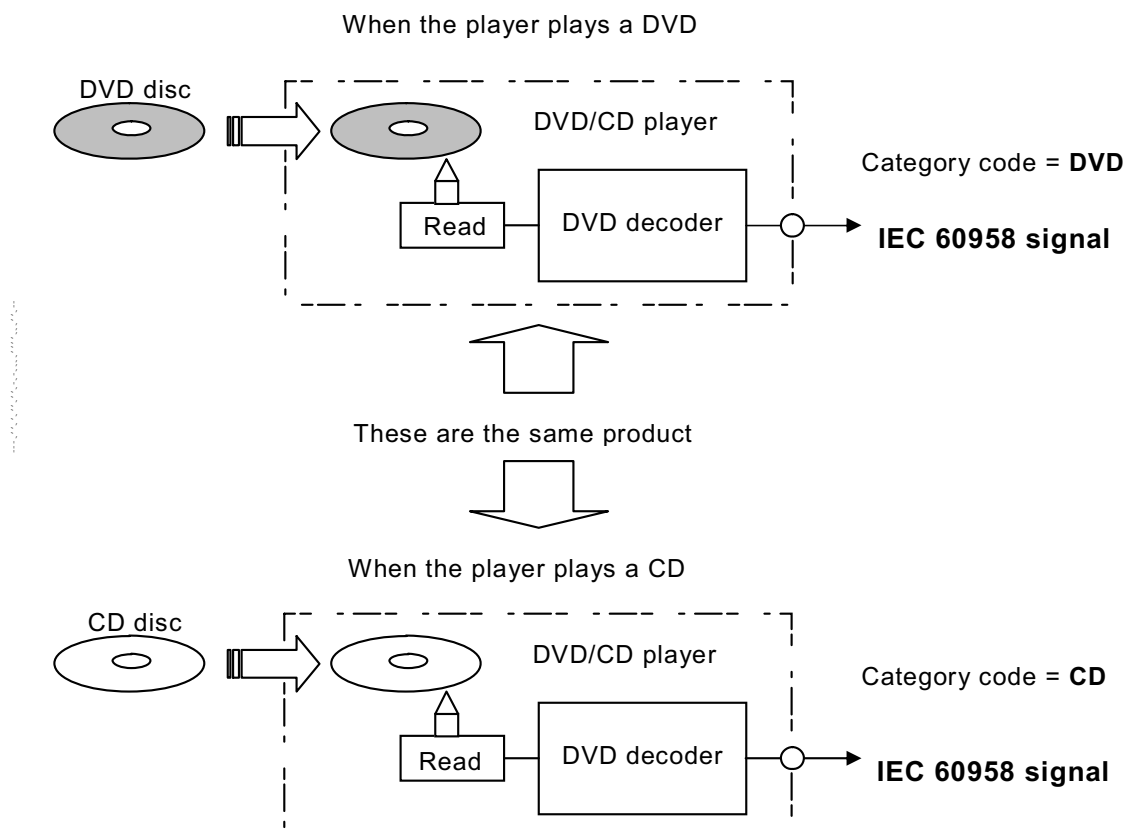 When the player plays a DVD
DVD disc
DVD/CD player
Category code = DVD
Read
DVD decoder
IEC 60958 signal
These are the same product
When the player plays a CD
CD disc
DVD/CD player
Category code = CD
Read
DVD decoder
IEC 60958 signal